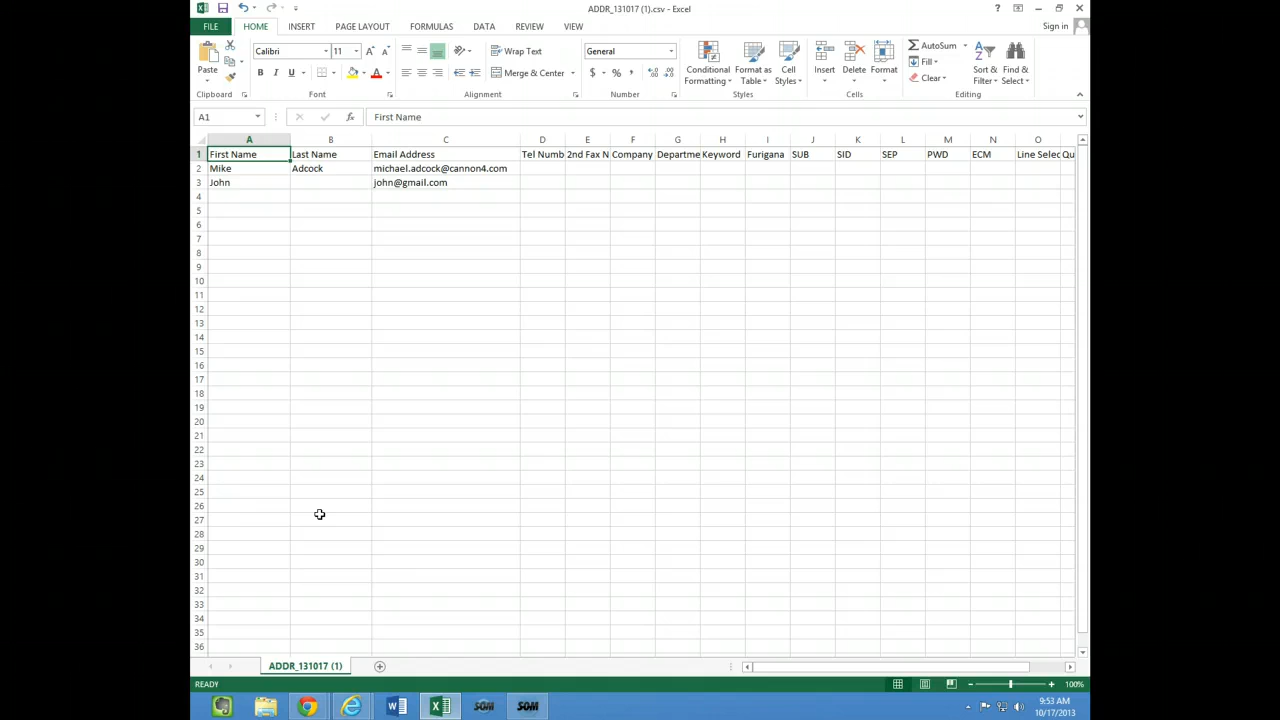 ADDR_131017 (1).csv - Excel
FILE HOME INSERT PAGE LAYOUT FORMULAS DATA REVIEW VIEW Sign in
Calibri 11 Wrap Text General AutoSum
Paste B I U Merge & Center $ % Conditional Formatting Format as Table Cell Styles Insert Delete Format Fill Clear Sort & Filter Find & Select
Clipboard Font Alignment Number Styles Cells Editing
A1 fx First Name
A B C D E F G H I J K L M N O
1 First Name Last Name Email Address Tel Numb 2nd Fax N Company Departme Keyword Furigana SUB SID SEP PWD ECM Line Selec Qu
2 Mike Adcock michael.adcock@cannon4.com
3 John john@gmail.com
4
5
6
7
8
9
10
11
12
13
14
15
16
17
18
19
20
21
22
23
24
25
26
27
28
29
30
31
32
33
34
35
36
ADDR_131017 (1)
READY 100%
SGM SGM 9:53 AM
10/17/2013